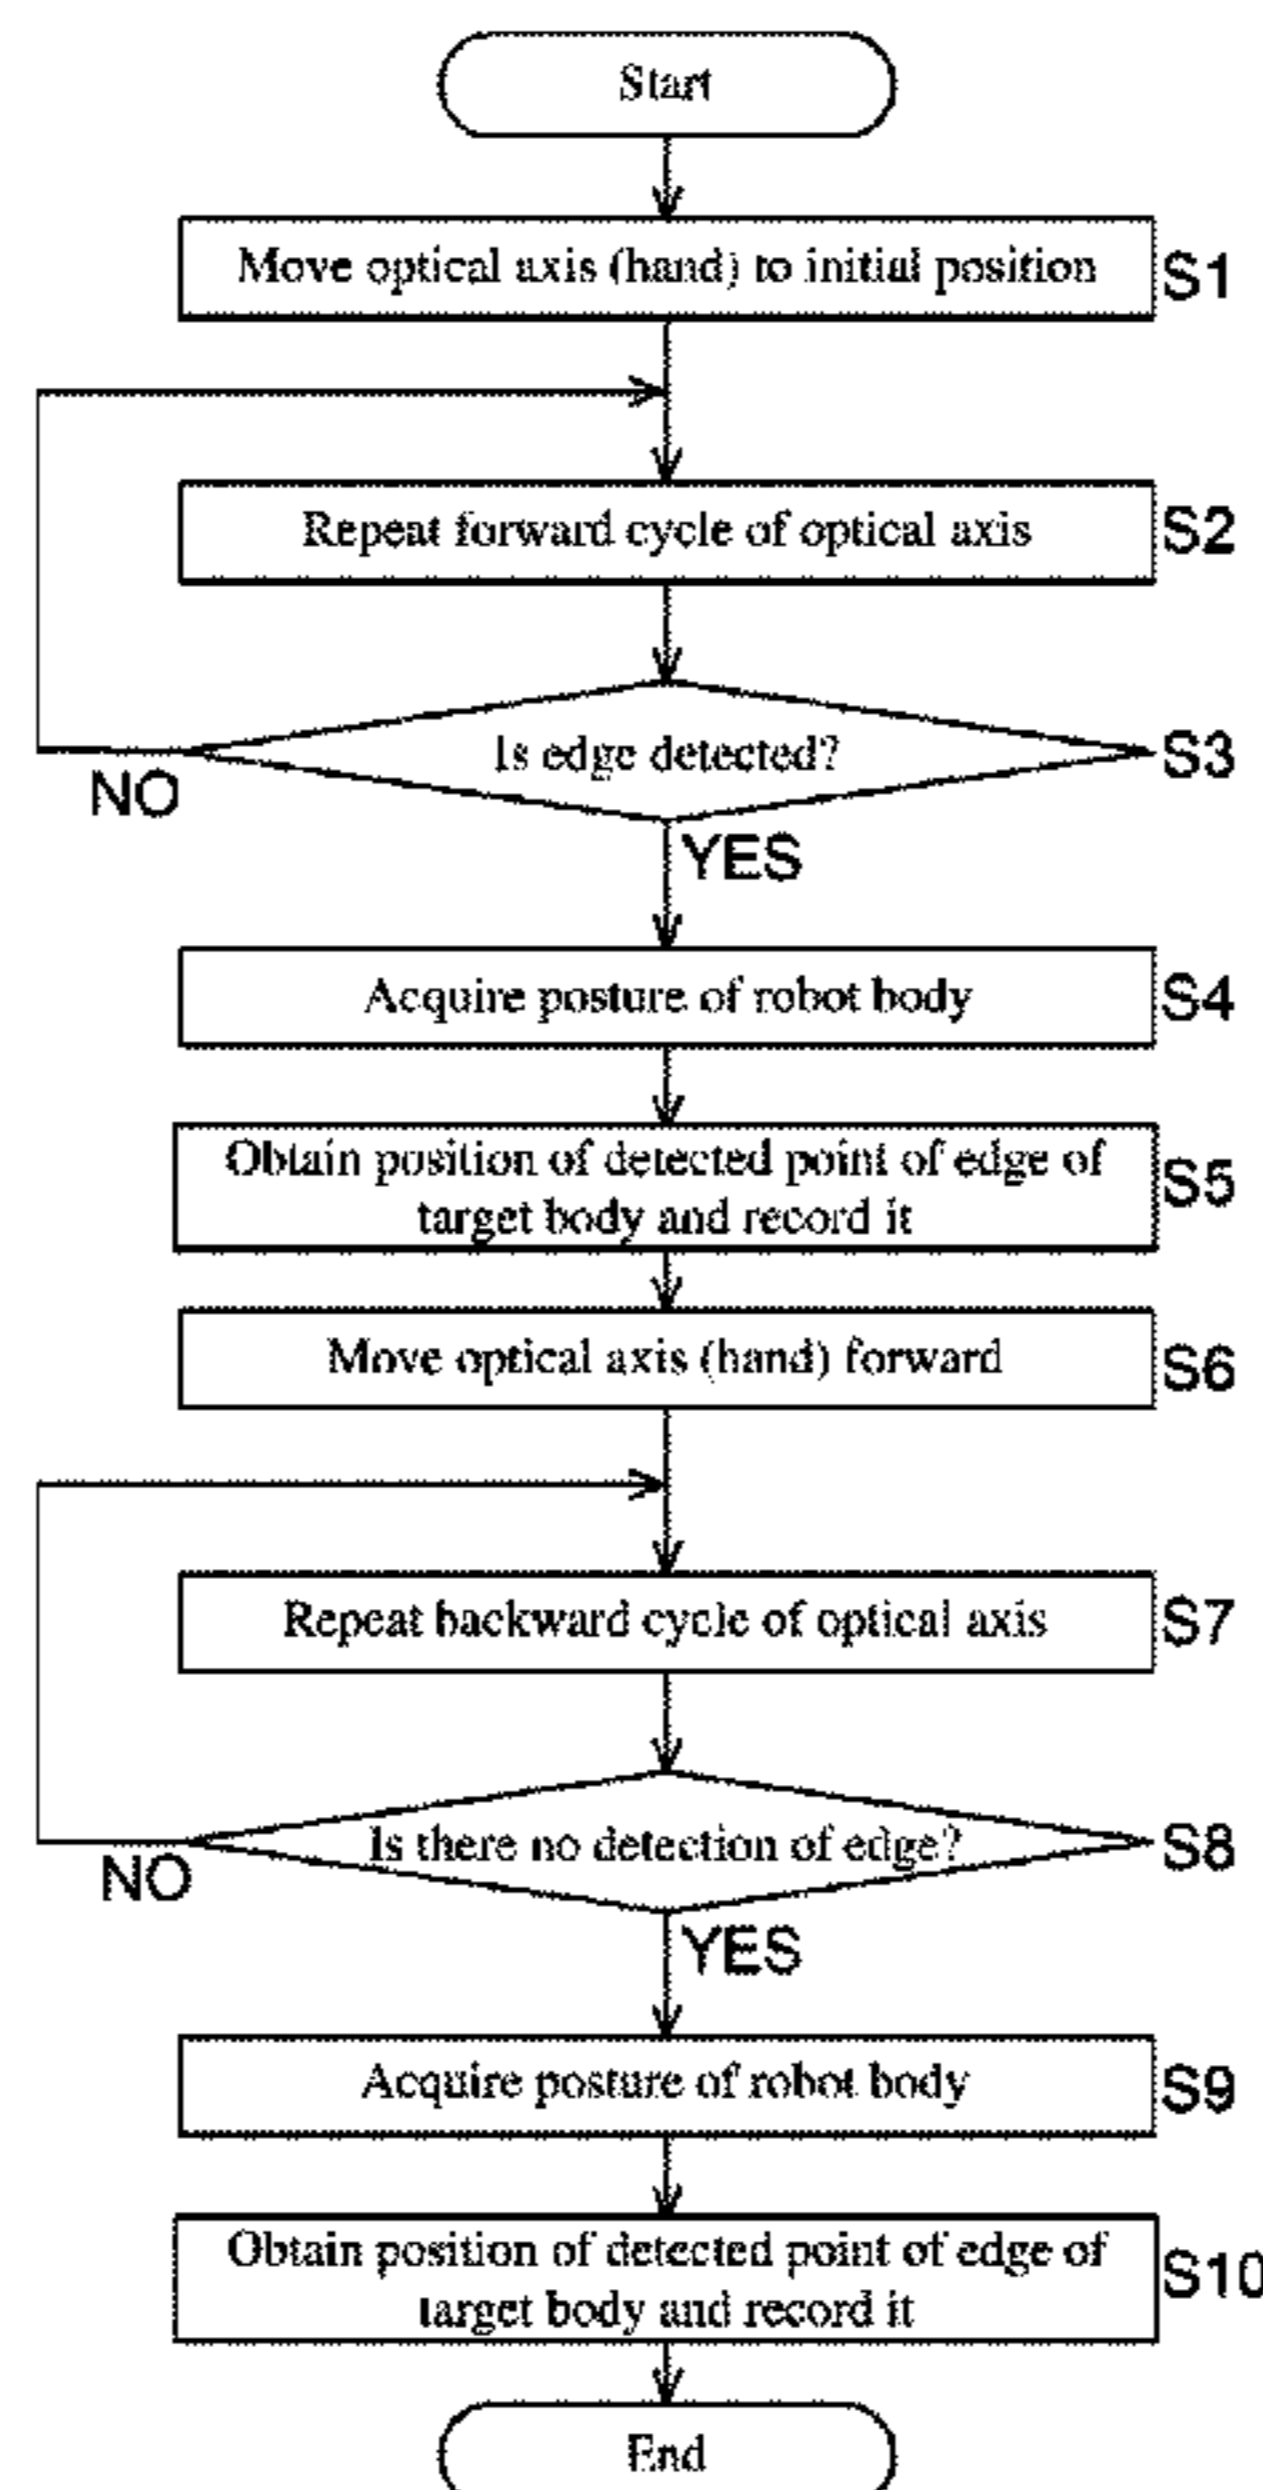 Start
Move optical axis (hand) to initial position
S1
Repeat forward cycle of optical axis
S2
Is edge detected?
S3
NO
YES
Acquire posture of robot body
S4
Obtain position of detected point of edge of
target body and record it
S5
Move optical axis (hand) forward
S6
Repeat backward cycle of optical axis
S7
Is there no detection of edge?
S8
NO
YES
Acquire posture of robot body
S9
Obtain position of detected point of edge of
target body and record it
S10
End